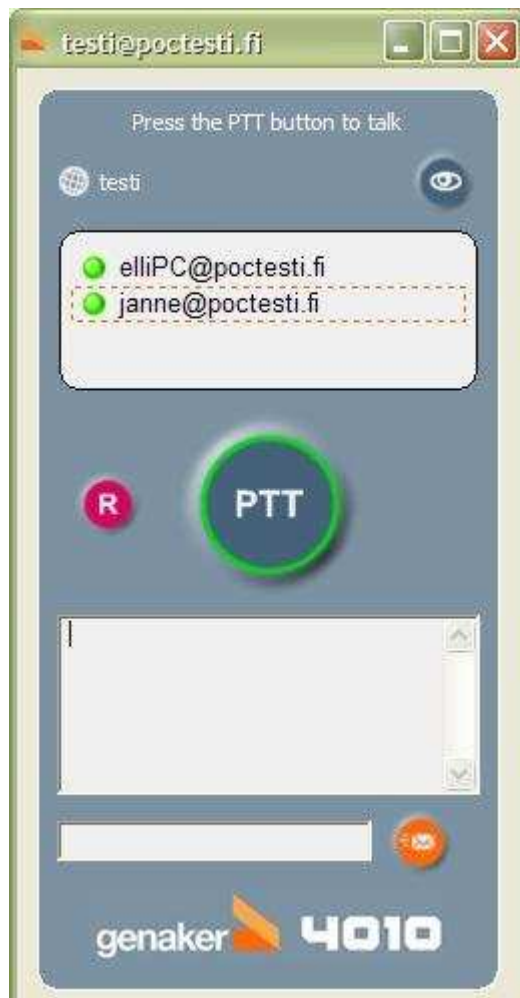 testi@poctesti.fi
Press the PTT button to talk
testi
elliPC@poctesti.fi
janne@poctesti.fi
R
PTT
genaker 4010